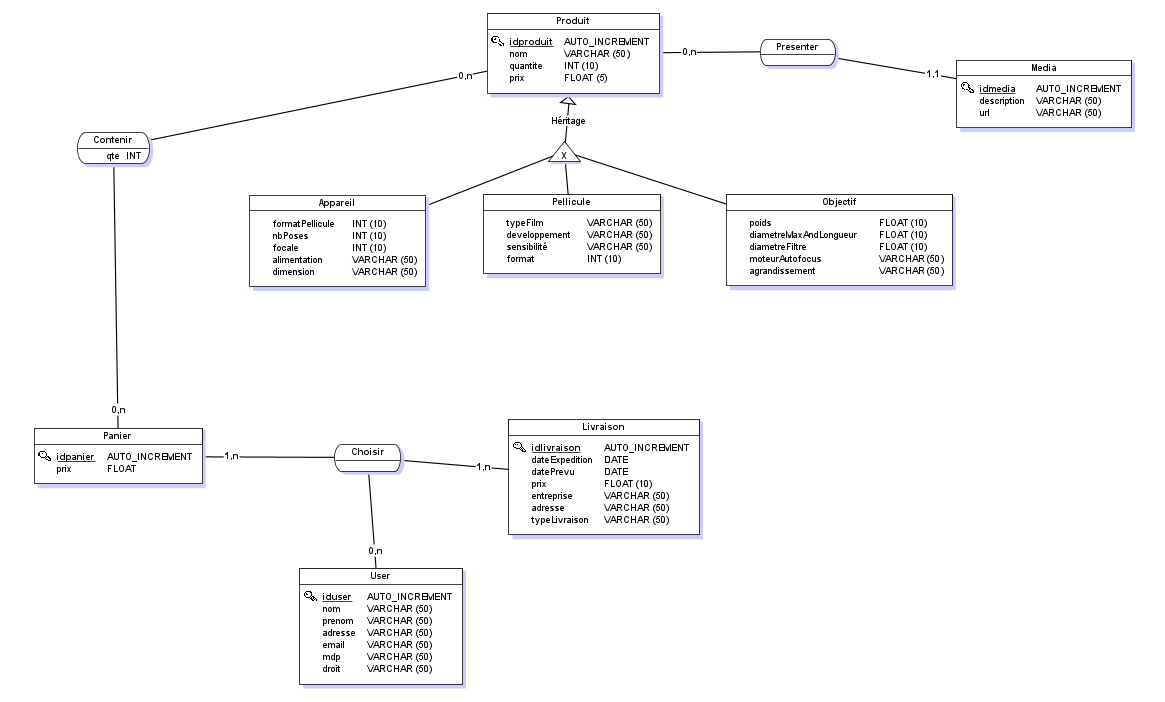 Produit
idproduit AUTO_INCREMENT
nom VARCHAR (50)
quantite INT (10)
prix FLOAT (5)
0,n
Presenter
1,1
Media
idmedia AUTO_INCREMENT
description VARCHAR (50)
url VARCHAR (50)
0,n
Contenir
qte INT
Héritage
X
Appareil
formatPellicule INT (10)
nbPoses INT (10)
focale INT (10)
alimentation VARCHAR (50)
dimension VARCHAR (50)
Pellicule
typeFilm VARCHAR (50)
developpement VARCHAR (50)
sensibilité VARCHAR (50)
format INT (10)
Objectif
poids FLOAT (10)
diametreMaxAndLongueur FLOAT (10)
diametreFiltre FLOAT (10)
moteurAutofocus VARCHAR (50)
agrandissement VARCHAR (50)
0,n
Panier
idpanier AUTO_INCREMENT
prix FLOAT
1,n
Choisir
1,n
Livraison
idlivraison AUTO_INCREMENT
dateExpedition DATE
datePrevu DATE
prix FLOAT (10)
entreprise VARCHAR (50)
adresse VARCHAR (50)
typeLivraison VARCHAR (50)
0,n
User
iduser AUTO_INCREMENT
nom VARCHAR (50)
prenom VARCHAR (50)
adresse VARCHAR (50)
email VARCHAR (50)
mdp VARCHAR (50)
droit VARCHAR (50)